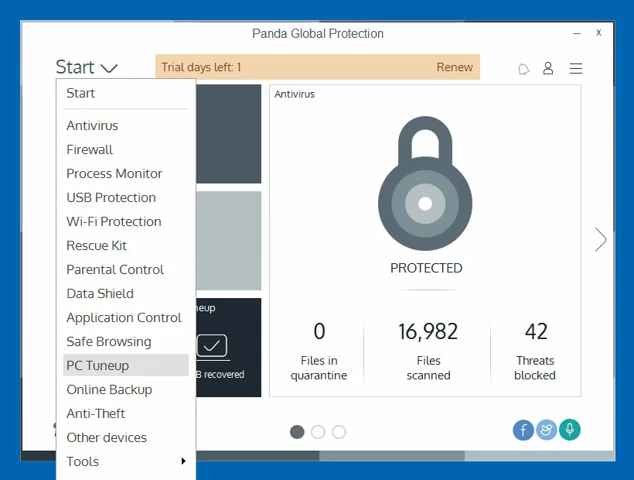 Panda Global Protection
Start
Trial days left: 1
Renew
Start
Antivirus
Firewall
Process Monitor
USB Protection
Wi-Fi Protection
Rescue Kit
Parental Control
Data Shield
Application Control
Safe Browsing
PC Tuneup
Online Backup
Anti-Theft
Other devices
Tools
neup
B recovered
Antivirus
PROTECTED
0
Files in
quarantine
16,982
Files
scanned
42
Threats
blocked